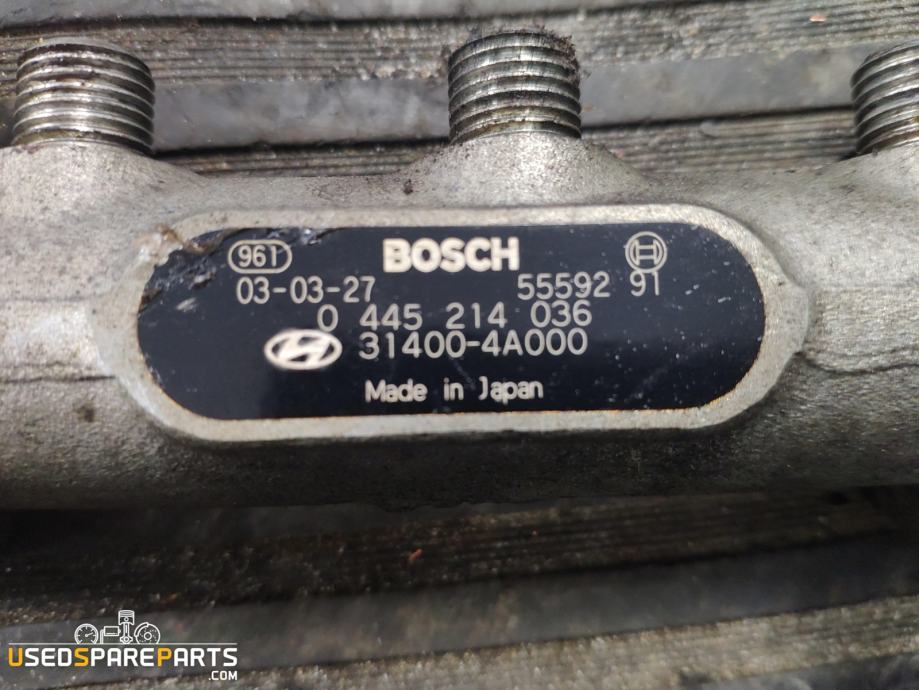 961 BOSCH H
03-03-27 55592 91
0 445 214 036
31400-4A000
Made in Japan
USEDSPAREPARTS
.COM